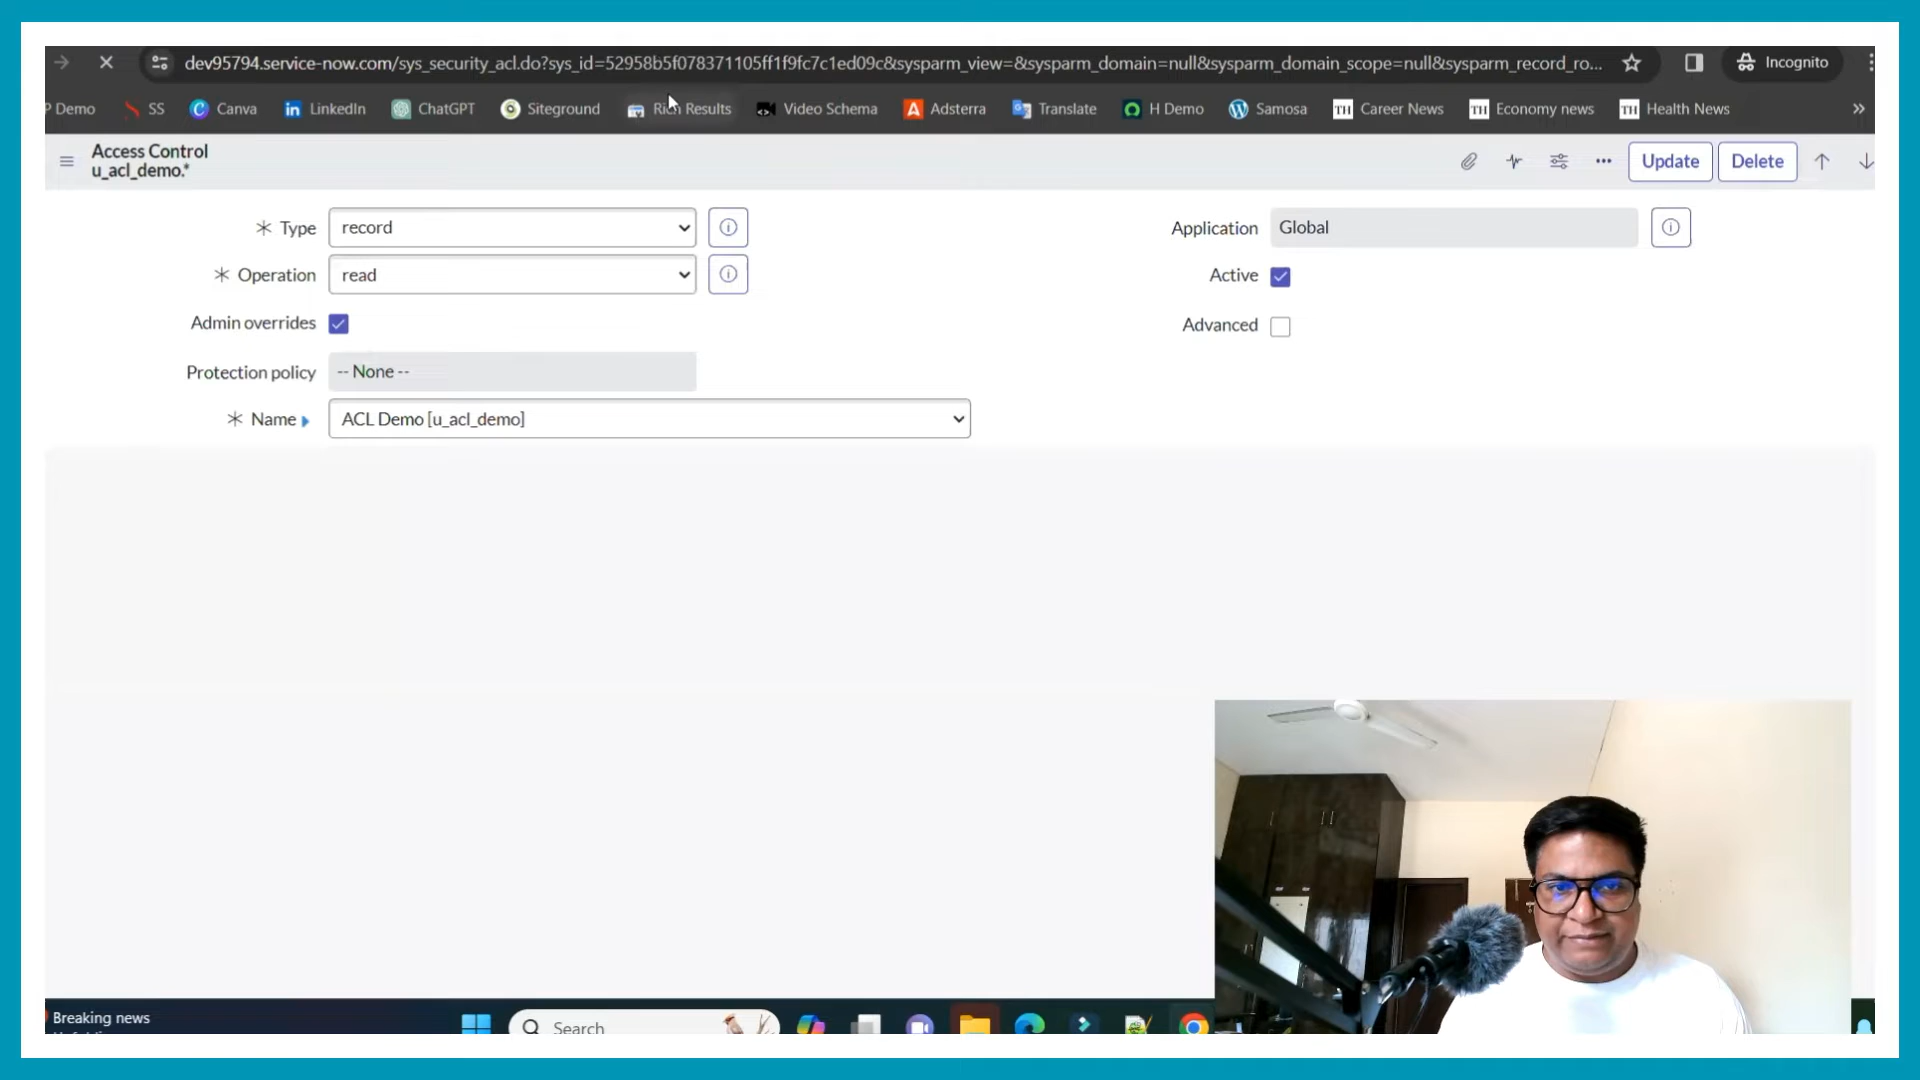 dev95794.service-now.com/sys_security_acl.do?sys_id=52958b5f078371105ff1f9fc7c1ed09c&sysparm_view=&sysparm_domain=null&sysparm_domain_scope=null&sysparm_record_ro... Incognito
P Demo SS Canva LinkedIn ChatGPT Siteground Rich Results Video Schema Adsterra Translate H Demo Samosa TH Career News TH Economy news TH Health News
Access Control
u_acl_demo.*
Update Delete
Type record
Application Global
Operation read
Active
Admin overrides
Advanced
Protection policy -- None --
Name ACL Demo [u_acl_demo]
Breaking news
Search